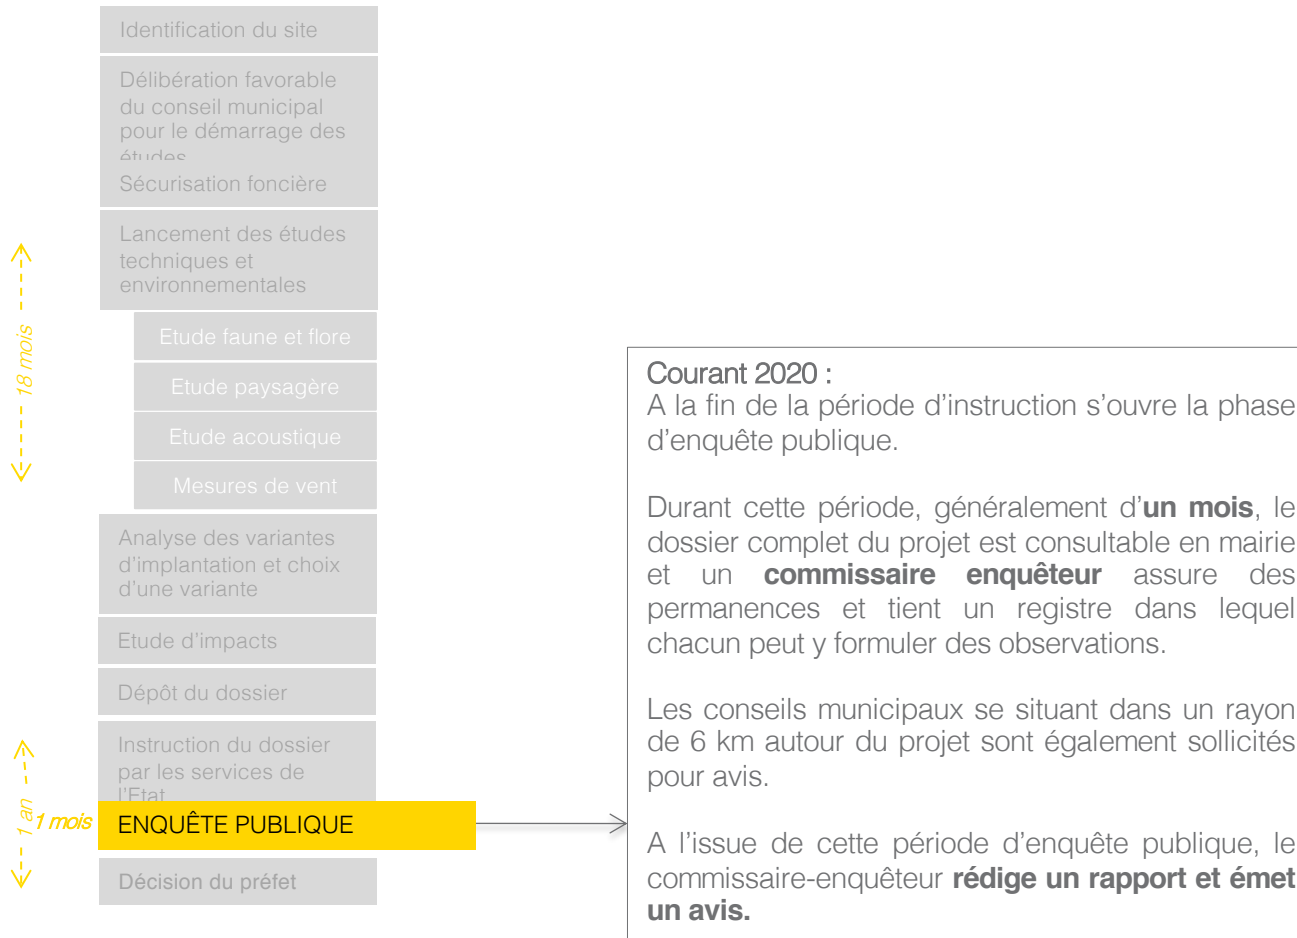 Identification du site
Délibération favorable
du conseil municipal
pour le démarrage des
études
Sécurisation foncière
Lancement des études
techniques et
environnementales
Etude faune et flore
Etude paysagère
Etude acoustique
Mesures de vent
18 mois
Analyse des variantes
d'implantation et choix
d'une variante
Etude d'impacts
Dépôt du dossier
Instruction du dossier
par les services de
l'Etat
1 an
1 mois
ENQUÊTE PUBLIQUE
Décision du préfet
Courant 2020 :
A la fin de la période d'instruction s'ouvre la phase
d'enquête publique.
Durant cette période, généralement d'un mois, le
dossier complet du projet est consultable en mairie
et un commissaire enquêteur assure des
permanences et tient un registre dans lequel
chacun peut y formuler des observations.
Les conseils municipaux se situant dans un rayon
de 6 km autour du projet sont également sollicités
pour avis.
A l'issue de cette période d'enquête publique, le
commissaire-enquêteur rédige un rapport et émet
un avis.